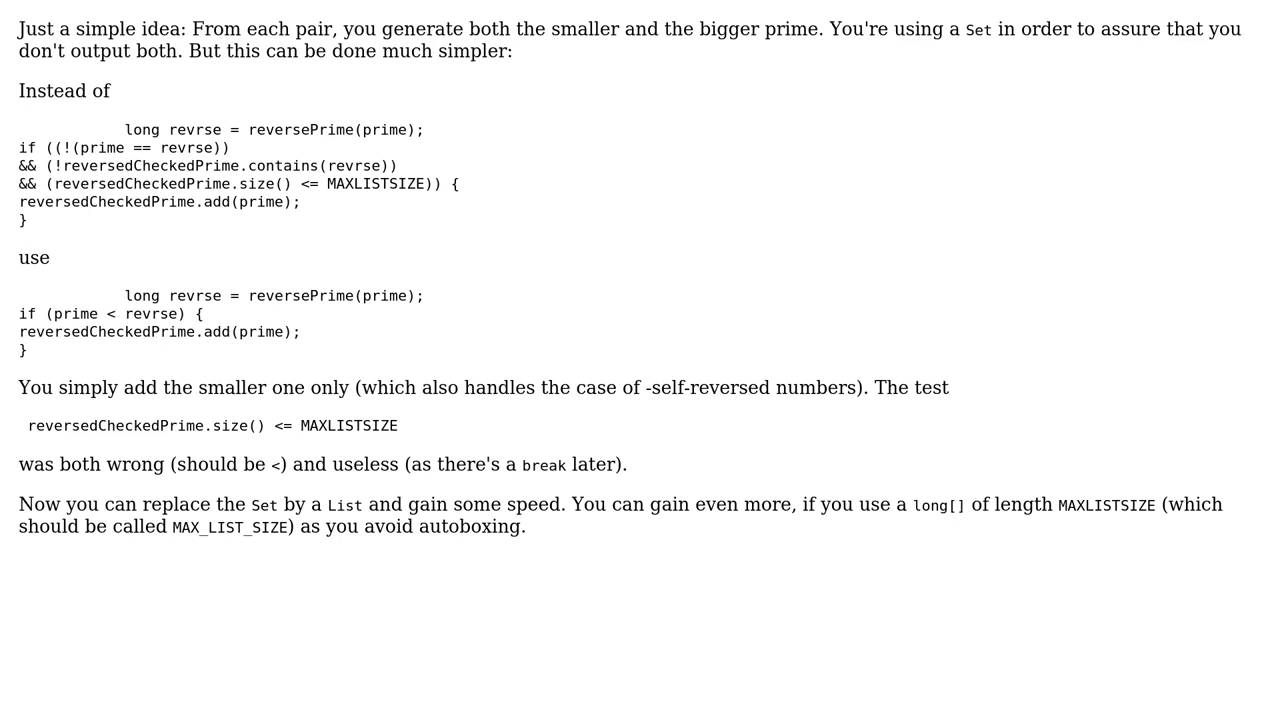 Just a simple idea: From each pair, you generate both the smaller and the bigger prime. You're using a Set in order to assure that you
don't output both. But this can be done much simpler:
Instead of
long revrse = reversePrime(prime);
if ((!(prime == revrse))
&& (!reversedCheckedPrime.contains(revrse))
&& (reversedCheckedPrime.size() <= MAXLISTSIZE)) {
reversedCheckedPrime.add(prime);
}
use
long revrse = reversePrime(prime);
if (prime < revrse) {
reversedCheckedPrime.add(prime);
}
You simply add the smaller one only (which also handles the case of -self-reversed numbers). The test
reversedCheckedPrime.size() <= MAXLISTSIZE
was both wrong (should be <) and useless (as there's a break later).
Now you can replace the Set by a List and gain some speed. You can gain even more, if you use a long[] of length MAXLISTSIZE (which
should be called MAX_LIST_SIZE) as you avoid autoboxing.